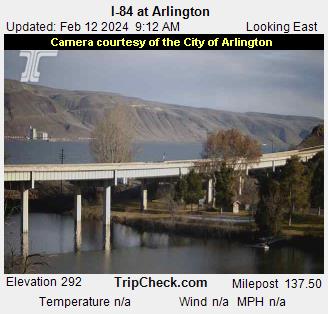 I-84 at Arlington
Updated: Feb 12 2024 9:12 AM Looking East
Camera courtesy of the City of Arlington
Elevation 292 TripCheck.com Milepost 137.50
Temperature n/a Wind n/a MPH n/a